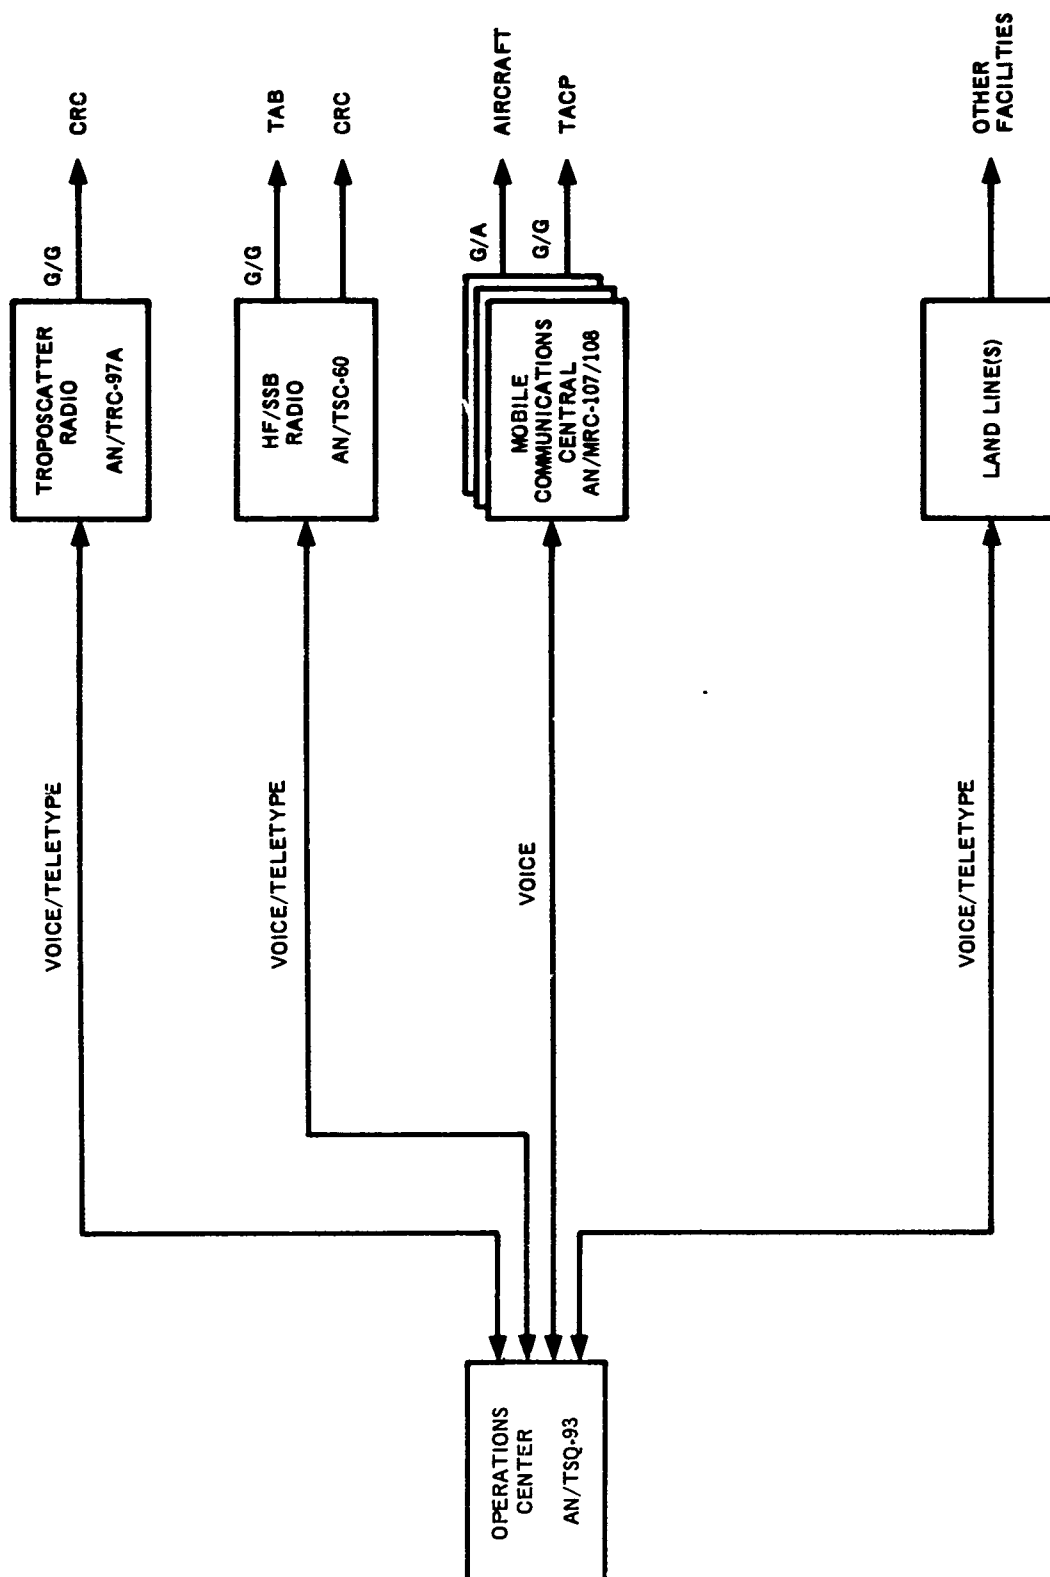 OPERATIONS
CENTER
AN/TSQ-93
VOICE/TELETYPE
TROPOSCATTER
RADIO
AN/TRC-97A
G/G
CRC
VOICE/TELETYPE
HF/SSB
RADIO
AN/TSC-60
G/G
TAB
CRC
VOICE
MOBILE
COMMUNICATIONS
CENTRAL
AN/MRC-107/108
G/A
AIRCRAFT
G/G
TACP
VOICE/TELETYPE
LAND LINE(S)
OTHER
FACILITIES